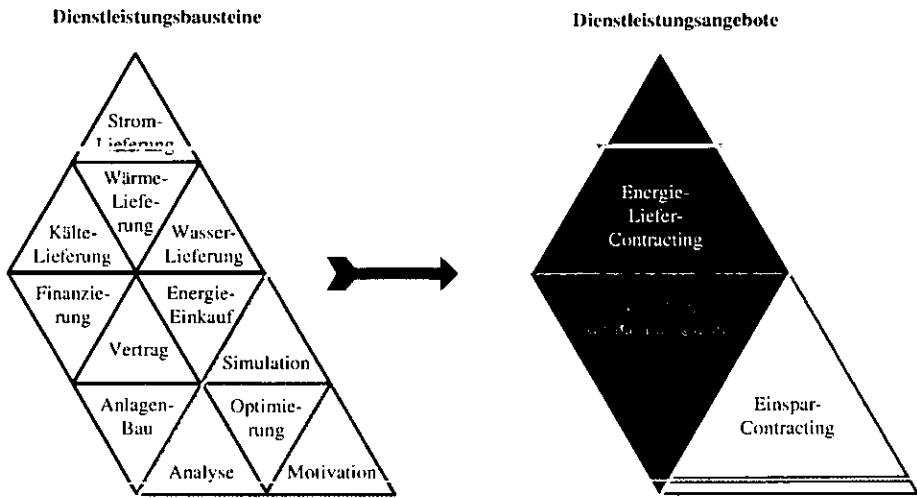 Dienstleistungsbausteine
Dienstleistungsangebote
Strom-
Lieferung
Wärme-
Liefe-
rung
Kälte-
Lieferung
Wasser-
Lieferung
Finanzie-
rung
Energie-
Einkauf
Vertrag
Simulation
Anlagen-
Bau
Optimie-
rung
Analyse
Motivation
Energie-
Liefer-
Contracting
Einspar-
Contracting